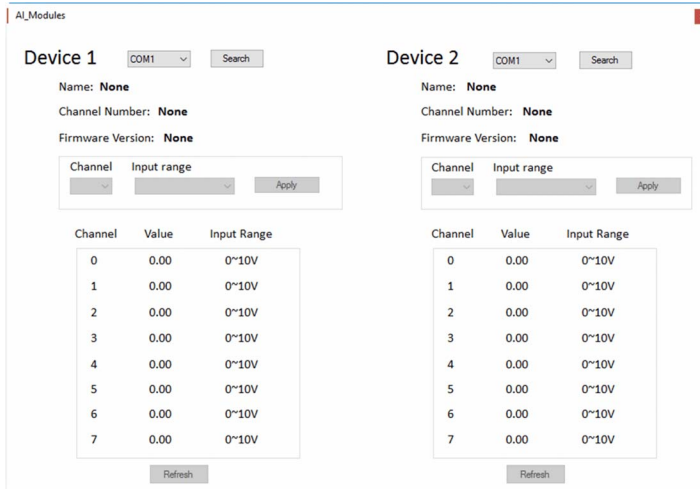 AI_Modules
Device 1 COM1 Search
Name: None
Channel Number: None
Firmware Version: None
Channel Input range
Apply
Channel Value Input Range
0 0.00 0~10V
1 0.00 0~10V
2 0.00 0~10V
3 0.00 0~10V
4 0.00 0~10V
5 0.00 0~10V
6 0.00 0~10V
7 0.00 0~10V
Refresh
Device 2 COM1 Search
Name: None
Channel Number: None
Firmware Version: None
Channel Input range
Apply
Channel Value Input Range
0 0.00 0~10V
1 0.00 0~10V
2 0.00 0~10V
3 0.00 0~10V
4 0.00 0~10V
5 0.00 0~10V
6 0.00 0~10V
7 0.00 0~10V
Refresh